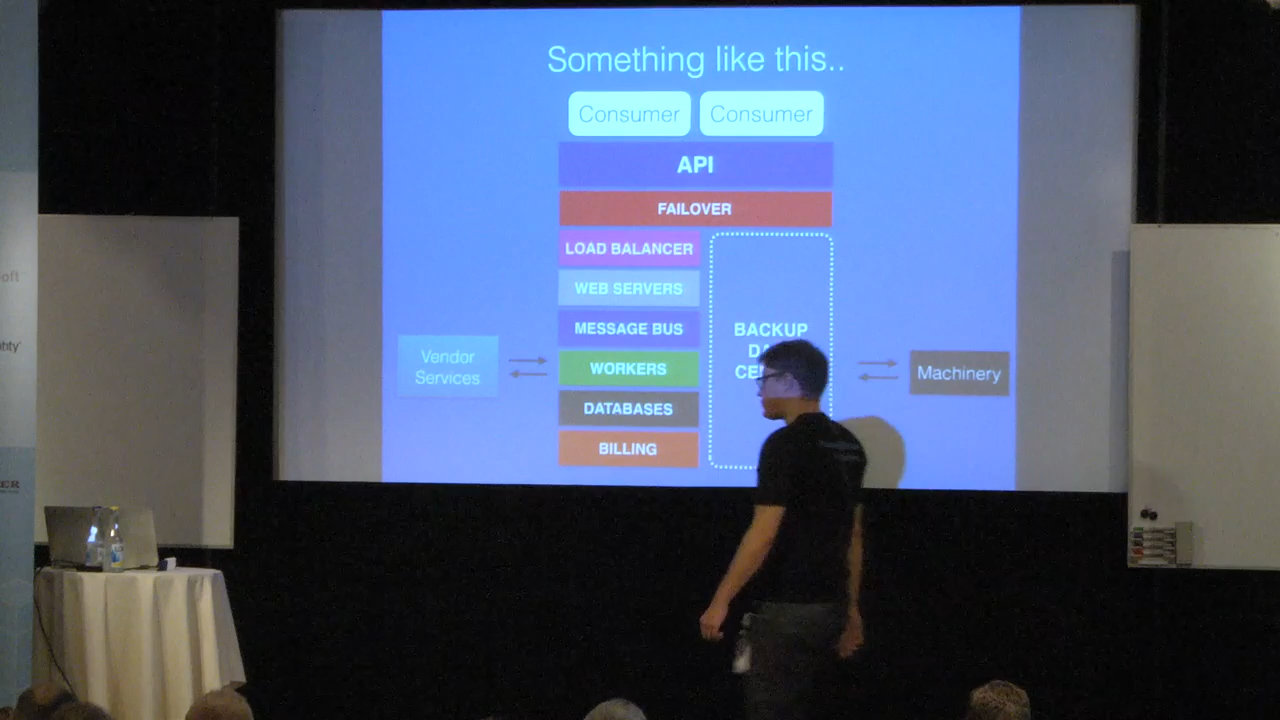 Something like this..
Consumer
Consumer
API
FAILOVER
LOAD BALANCER
WEB SERVERS
MESSAGE BUS
WORKERS
DATABASES
BILLING
BACKUP
Vendor
Services
Machinery